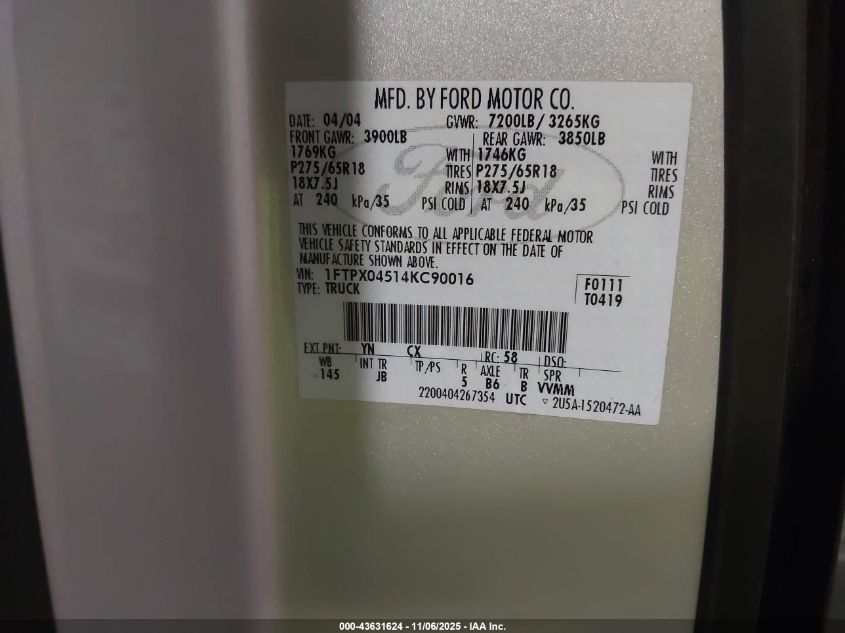 MFD. BY FORD MOTOR CO.
DATE: 04/04 GVWR: 7200LB/ 3265KG
FRONT GAWR: 3900LB REAR GAWR: 3850LB
1769KG WITH 1746KG WITH
P275/65R18 TIRES P275/65R18 TIRES
18X7.5J RIMS 18X7.5J RIMS
AT 240 kPa/35 PSI COLD AT 240 kPa/35 PSI COLD
Ford
THIS VEHICLE CONFORMS TO ALL APPLICABLE FEDERAL MOTOR
VEHICLE SAFETY STANDARDS IN EFFECT ON THE DATE OF
MANUFACTURE SHOWN ABOVE.
VIN: 1FTPX04514KC90016 F0111
TYPE: TRUCK T0419
EXT PNT: YN CX RC: 58 DSO:
WB INT TR TP/PS R AXLE TR SPR
145 JB 5 B6 B VVMM
2200404267354 UTC ▽ 2U5A-1520472-AA
000-43631624 - 11/06/2025 - IAA Inc.